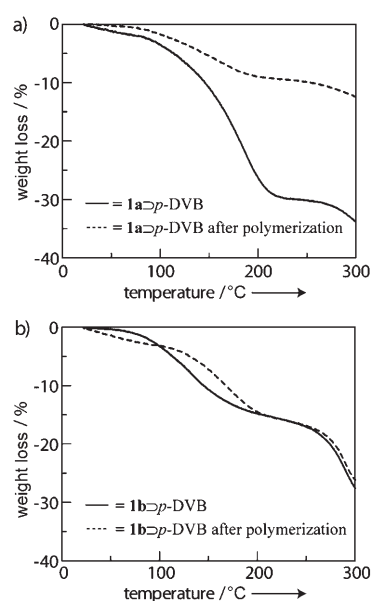 a)
0
-10
-20
-30
-40
weight loss / %
= 1a⊃p-DVB
= 1a⊃p-DVB after polymerization
0 100 200 300
temperature /°C
b)
0
-10
-20
-30
-40
weight loss / %
= 1b⊃p-DVB
= 1b⊃p-DVB after polymerization
0 100 200 300
temperature /°C